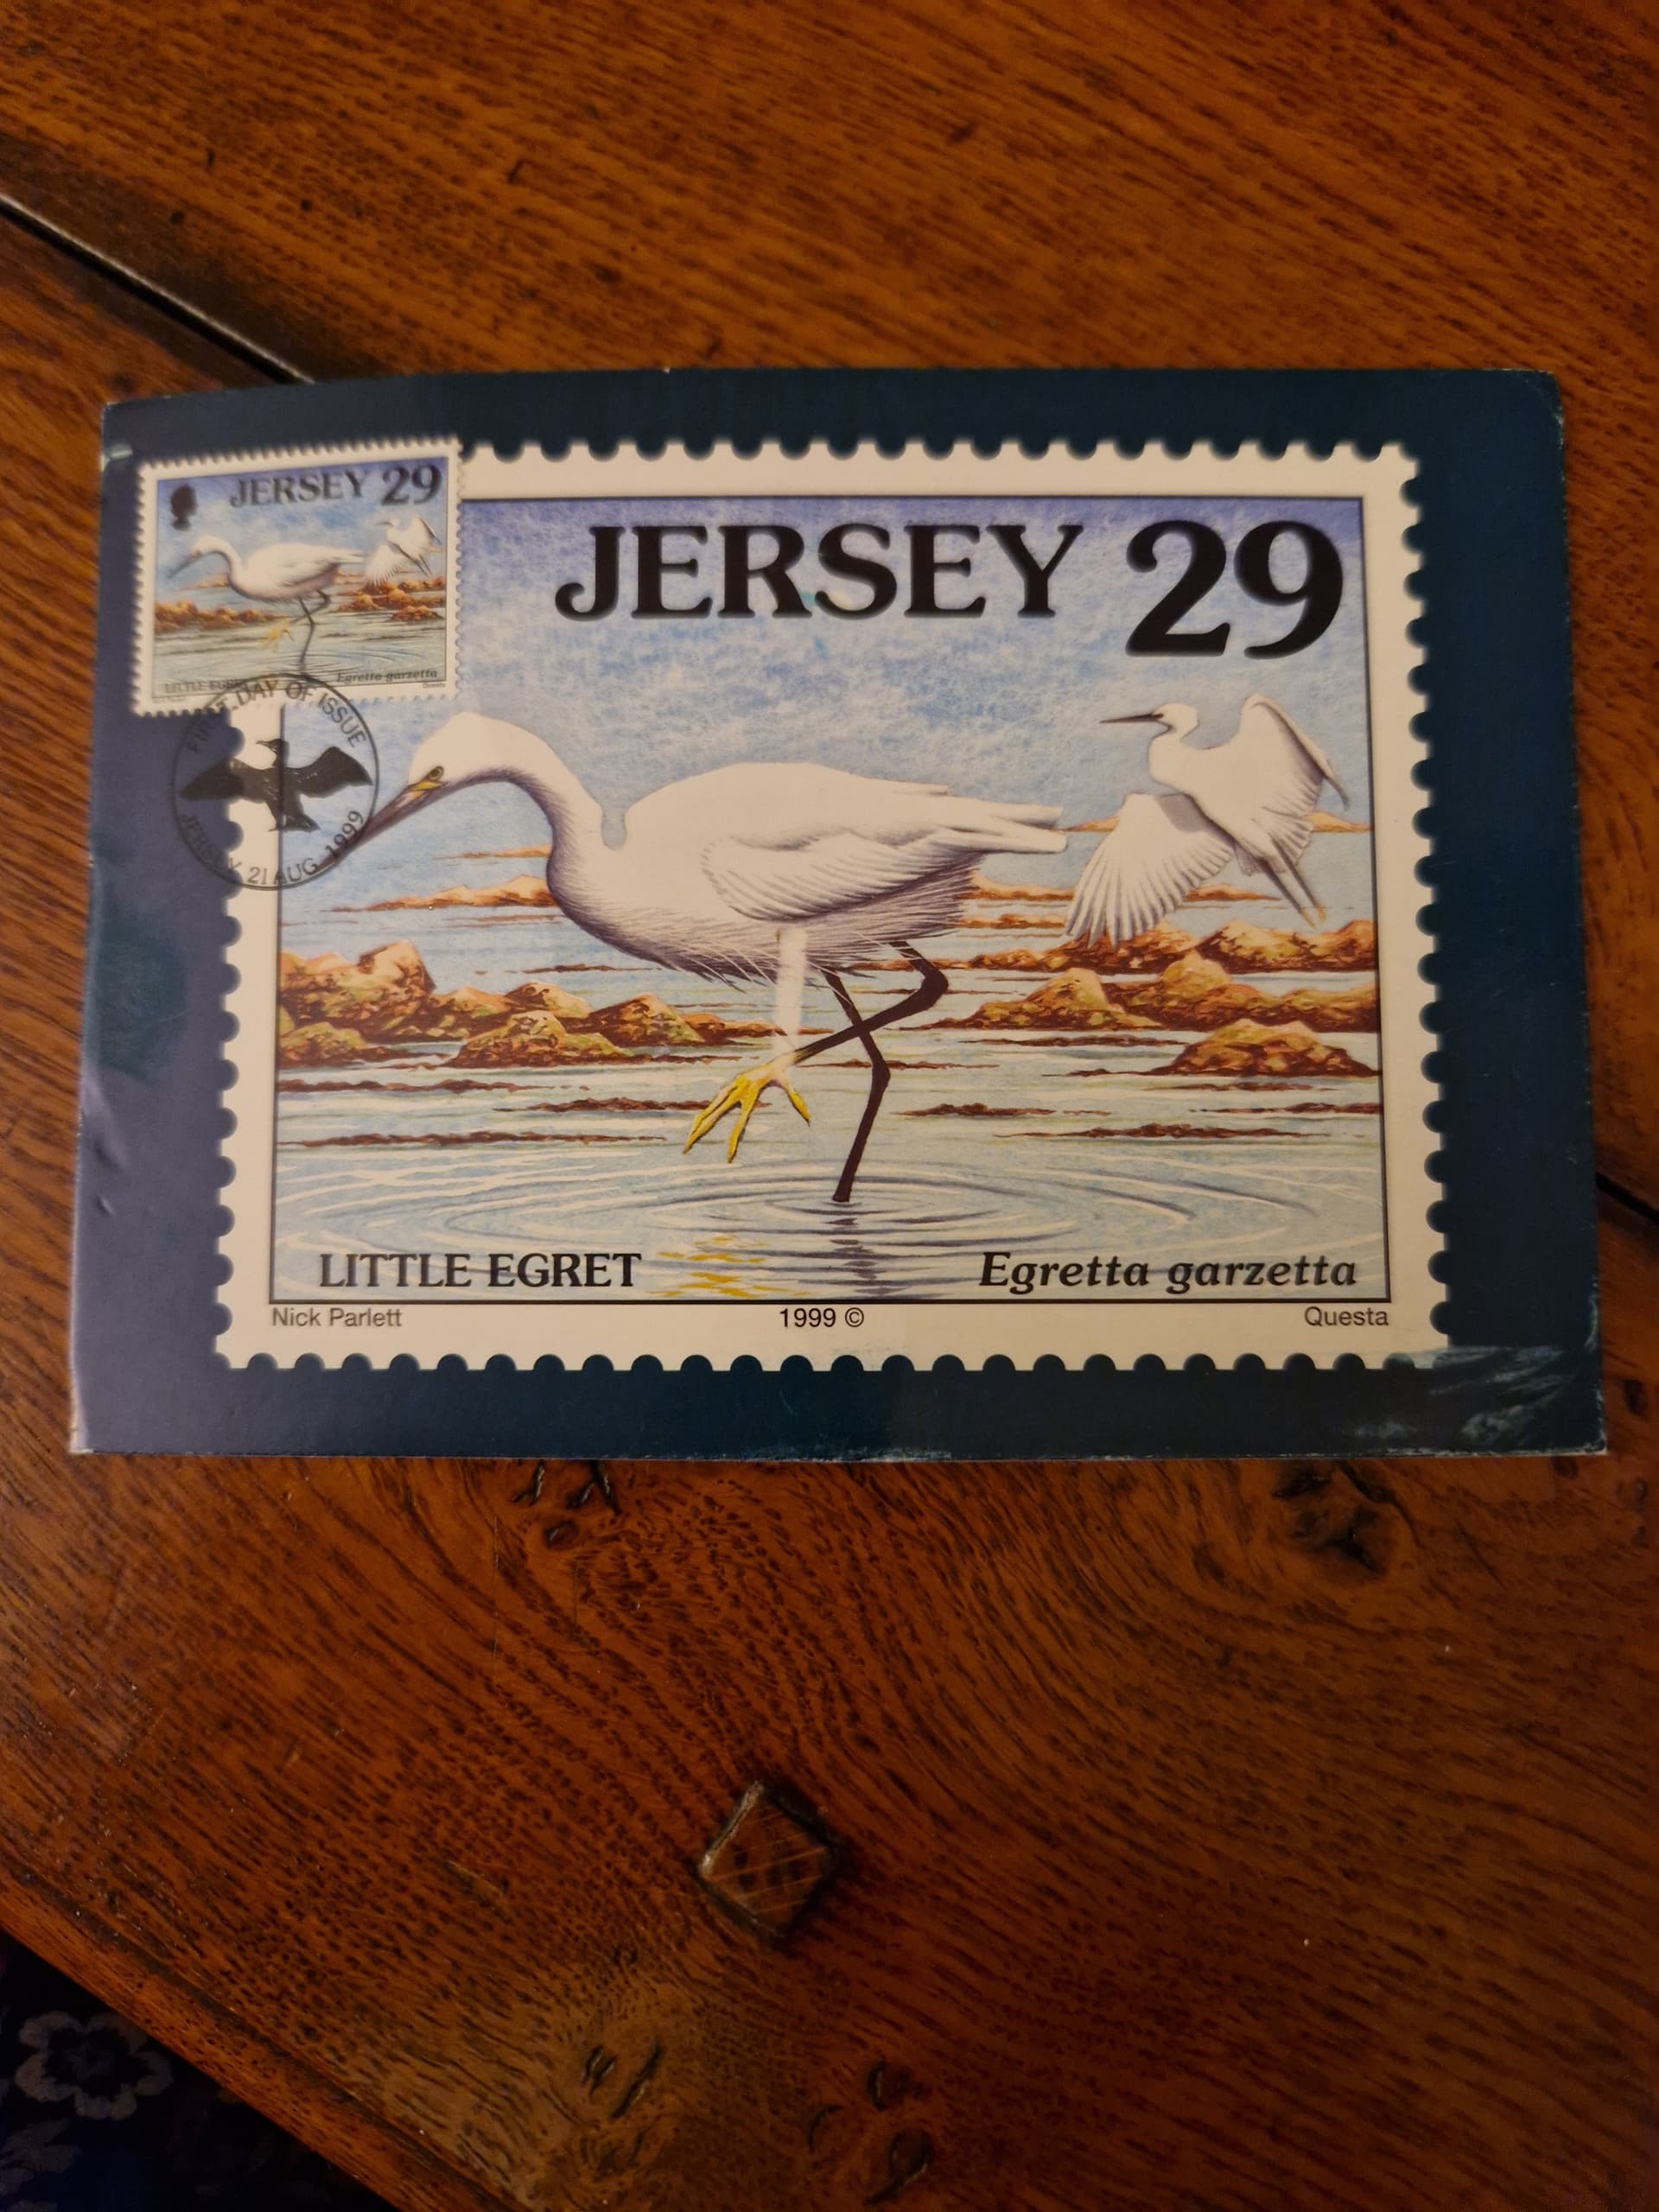 JERSEY 29
LITTLE EGRET Egretta garzetta
Questa
FIRST DAY OF ISSUE
JERSEY 21 AUG 1999
JERSEY 29
LITTLE EGRET Egretta garzetta
Nick Parlett 1999 © Questa